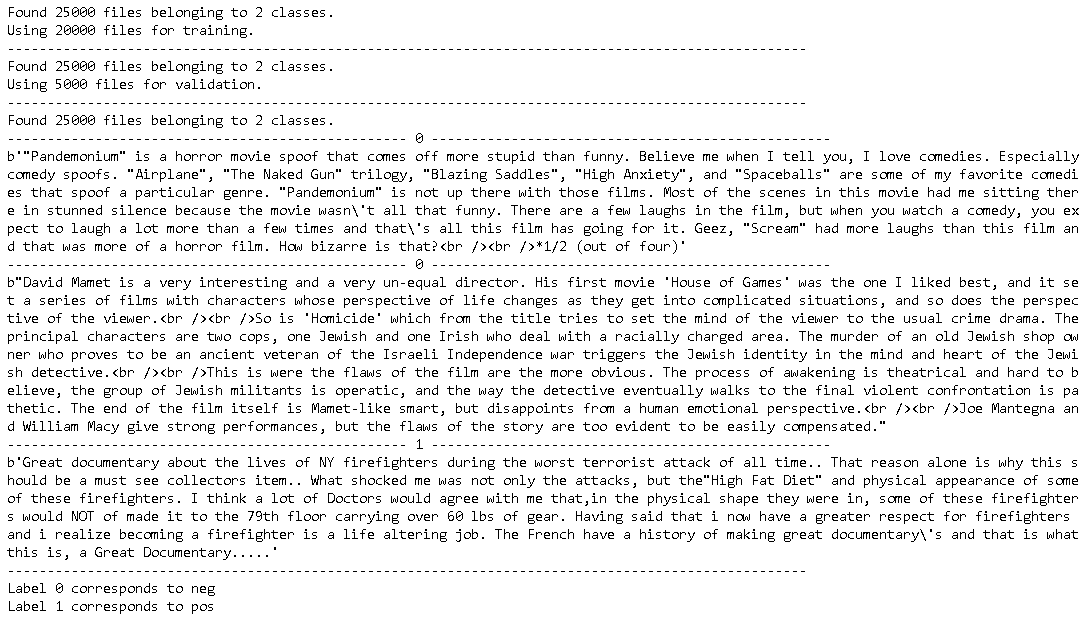 Found 25000 files belonging to 2 classes.
Using 20000 files for training.
--------------------------------------------------------------------------------------------------
Found 25000 files belonging to 2 classes.
Using 5000 files for validation.
--------------------------------------------------------------------------------------------------
Found 25000 files belonging to 2 classes.
------------------------------------------------- 0 -------------------------------------------------
b'"Pandemonium" is a horror movie spoof that comes off more stupid than funny. Believe me when I tell you, I love comedies. Especially
comedy spoofs. "Airplane", "The Naked Gun" trilogy, "Blazing Saddles", "High Anxiety", and "Spaceballs" are some of my favorite comedi
es that spoof a particular genre. "Pandemonium" is not up there with those films. Most of the scenes in this movie had me sitting ther
e in stunned silence because the movie wasn\'t all that funny. There are a few laughs in the film, but when you watch a comedy, you ex
pect to laugh a lot more than a few times and that\'s all this film has going for it. Geez, "Scream" had more laughs than this film an
d that was more of a horror film. How bizarre is that?<br /><br />*1/2 (out of four)'
------------------------------------------------- 0 -------------------------------------------------
b"David Mamet is a very interesting and a very un-equal director. His first movie 'House of Games' was the one I liked best, and it se
t a series of films with characters whose perspective of life changes as they get into complicated situations, and so does the perspec
tive of the viewer.<br /><br />So is 'Homicide' which from the title tries to set the mind of the viewer to the usual crime drama. The
principal characters are two cops, one Jewish and one Irish who deal with a racially charged area. The murder of an old Jewish shop ow
ner who proves to be an ancient veteran of the Israeli Independence war triggers the Jewish identity in the mind and heart of the Jewi
sh detective.<br /><br />This is were the flaws of the film are the more obvious. The process of awakening is theatrical and hard to b
elieve, the group of Jewish militants is operatic, and the way the detective eventually walks to the final violent confrontation is pa
thetic. The end of the film itself is Mamet-like smart, but disappoints from a human emotional perspective.<br /><br />Joe Mantegna an
d William Macy give strong performances, but the flaws of the story are too evident to be easily compensated."
------------------------------------------------- 1 -------------------------------------------------
b'Great documentary about the lives of NY firefighters during the worst terrorist attack of all time.. That reason alone is why this s
hould be a must see collectors item.. What shocked me was not only the attacks, but the"High Fat Diet" and physical appearance of some
of these firefighters. I think a lot of Doctors would agree with me that,in the physical shape they were in, some of these firefighter
s would NOT of made it to the 79th floor carrying over 60 lbs of gear. Having said that i now have a greater respect for firefighters
and i realize becoming a firefighter is a life altering job. The French have a history of making great documentary\'s and that is what
this is, a Great Documentary.....'
--------------------------------------------------------------------------------------------------
Label 0 corresponds to neg
Label 1 corresponds to pos